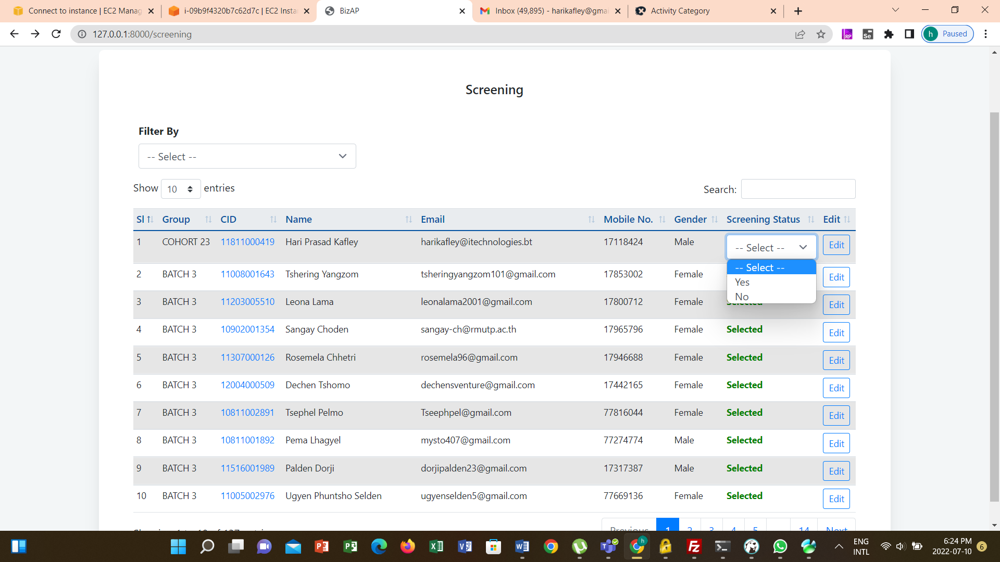 Connect to instance | EC2 Manag
i-09b9f4320b7c62d7c | EC2 Insta
BizAP
Inbox (49,895) - harikafley@gmai
Activity Category
127.0.0.1:8000/screening
RP
Se
h Paused
Screening
Filter By
-- Select --
Show 10 entries
Search:
Sl Group CID Name Email Mobile No. Gender Screening Status Edit
1 COHORT 23 11811000419 Hari Prasad Kafley harikafley@itechnologies.bt 17118424 Male -- Select -- Edit
-- Select --
2 BATCH 3 11008001643 Tshering Yangzom tsheringyangzom101@gmail.com 17853002 Female Edit
Yes
No
3 BATCH 3 11203005510 Leona Lama leonalama2001@gmail.com 17800712 Female Edit
4 BATCH 3 10902001354 Sangay Choden sangay-ch@rmutp.ac.th 17965796 Female Selected Edit
5 BATCH 3 11307000126 Rosemela Chhetri rosemela96@gmail.com 17946688 Female Selected Edit
6 BATCH 3 12004000509 Dechen Tshomo dechensventure@gmail.com 17442165 Female Selected Edit
7 BATCH 3 10811002891 Tsephel Pelmo Tseephpel@gmail.com 77816044 Female Selected Edit
8 BATCH 3 10811001892 Pema Lhagyel mysto407@gmail.com 77274774 Male Selected Edit
9 BATCH 3 11516001989 Palden Dorji dorjipalden23@gmail.com 17317387 Male Selected Edit
10 BATCH 3 11005002976 Ugyen Phuntsho Selden ugyenselden5@gmail.com 77669136 Female Selected Edit
Previous 1 2 3 4 5 14 Next
ENG
INTL
6:24 PM
2022-07-10
6